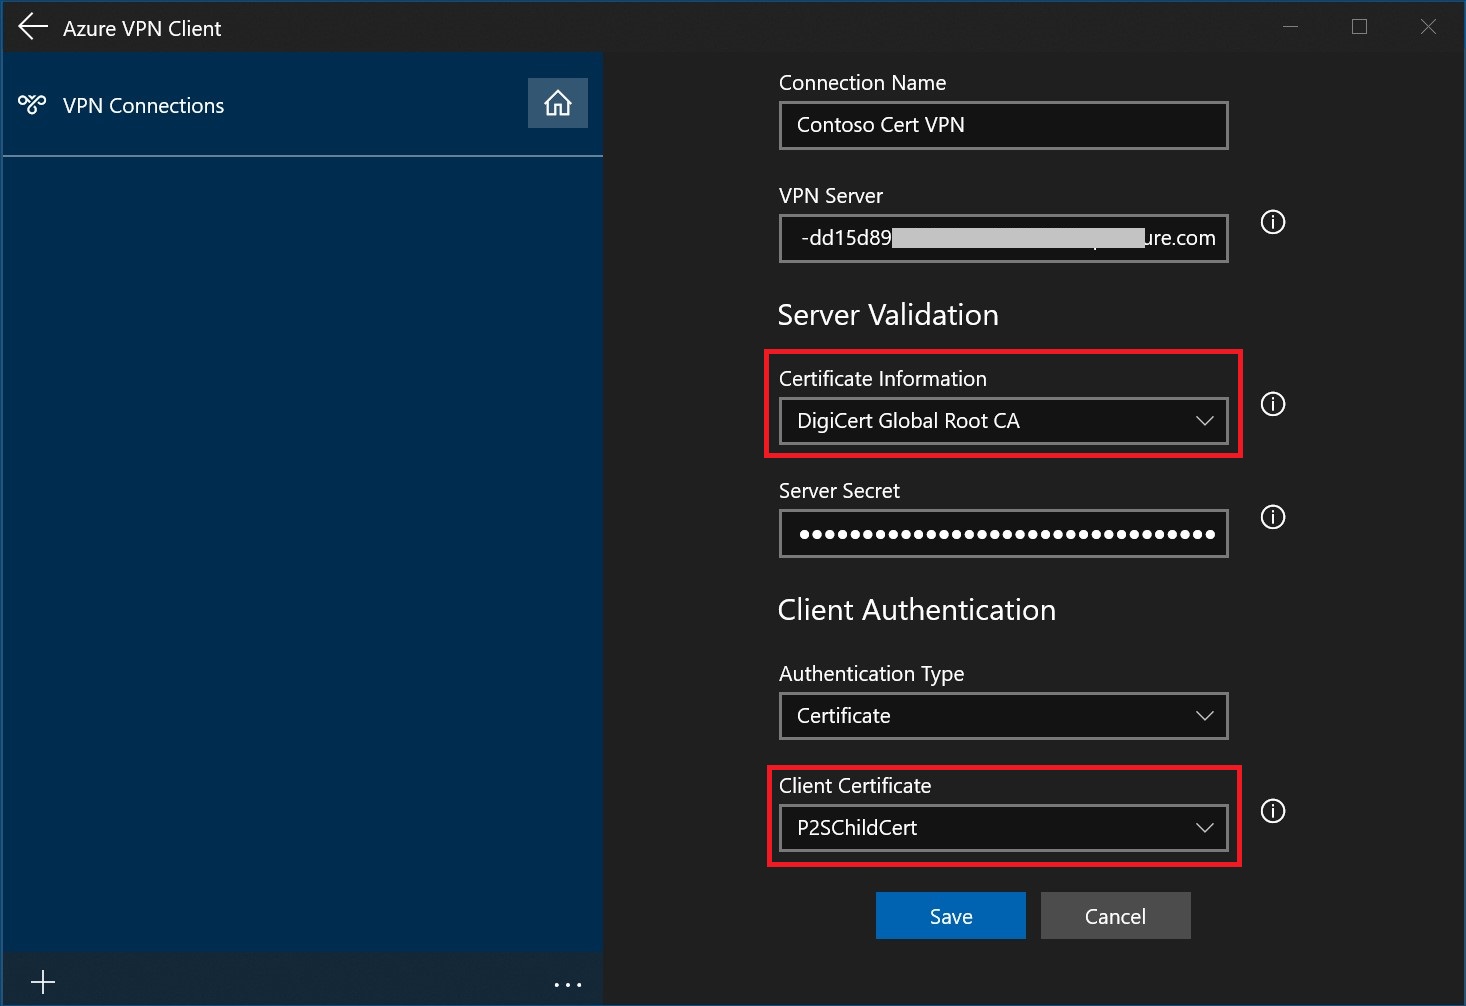 Azure VPN Client
VPN Connections
Connection Name
Contoso Cert VPN
VPN Server
-dd15d89 ure.com
Server Validation
Certificate Information
DigiCert Global Root CA
Server Secret
●●●●●●●●●●●●●●●●●●●●●●●●●●●●●●●●●
Client Authentication
Authentication Type
Certificate
Client Certificate
P2SChildCert
Save
Cancel